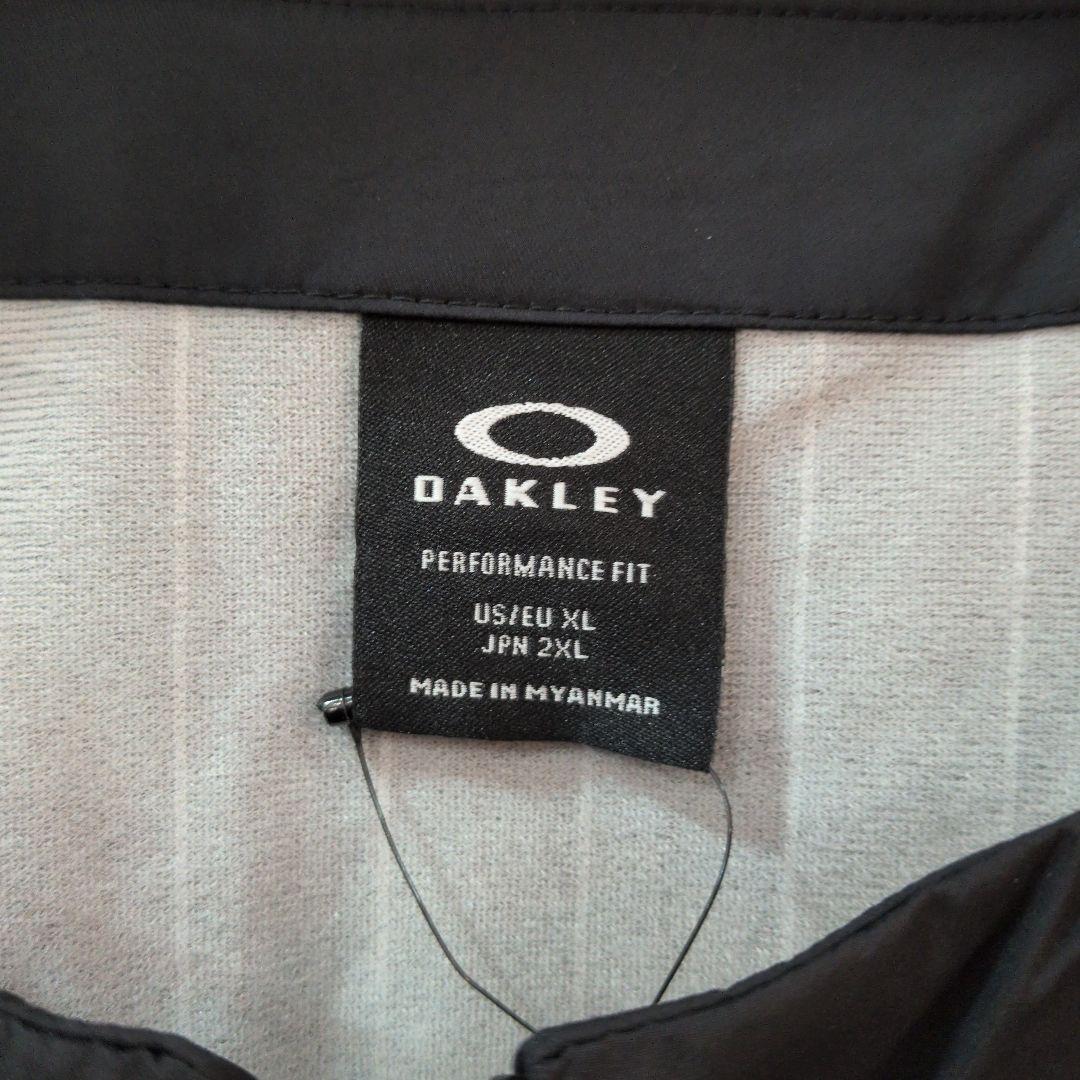 OAKLEY
PERFORMANCE FIT
US/EU XL
JPN 2XL
MADE IN MYANMAR